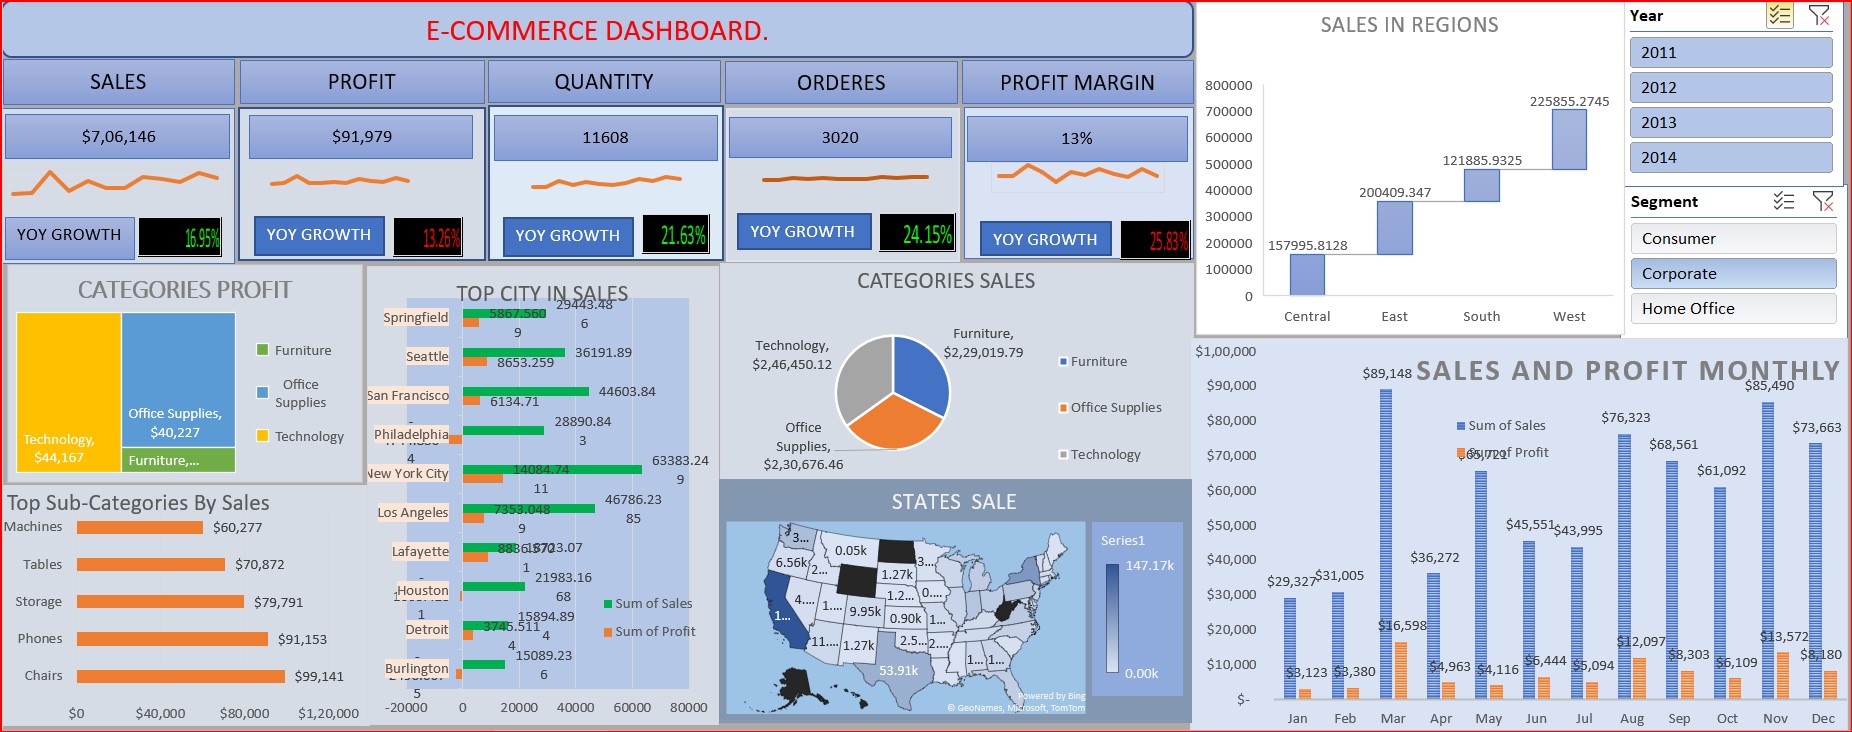 E-COMMERCE DASHBOARD.
SALES
PROFIT
QUANTITY
ORDERES
PROFIT MARGIN
$7,06,146
$91,979
11608
3020
13%
YOY GROWTH
16.95%
YOY GROWTH
13.26%
YOY GROWTH
21.63%
YOY GROWTH
24.15%
YOY GROWTH
25.83%
SALES IN REGIONS
800000
700000
600000
500000
400000
300000
200000
100000
0
157995.8128
200409.347
121885.9325
225855.2745
Central
East
South
West
Year
2011
2012
2013
2014
Segment
Consumer
Corporate
Home Office
CATEGORIES PROFIT
Technology,
$44,167
Office Supplies,
$40,227
Furniture,...
Furniture
Office
Supplies
Technology
Top Sub-Categories By Sales
Machines
$60,277
Tables
$70,872
Storage
$79,791
Phones
$91,153
Chairs
$99,141
$0
$40,000
$80,000
$1,20,000
TOP CITY IN SALES
Springfield
29443.48
6
5867.560
9
Seattle
36191.89
8653.259
San Francisco
44603.84
6134.71
Philadelphia
28890.84
3
4
New York City
63383.24
9
14084.74
11
Los Angeles
46786.23
85
7353.048
9
Lafayette
1
Houston
21983.16
68
1
Detroit
15894.89
4
3745.511
4
Burlington
15089.23
6
5
Sum of Sales
Sum of Profit
-20000
0
20000
40000
60000
80000
CATEGORIES SALES
Furniture,
$2,29,019.79
Technology,
$2,46,450.12
Office
Supplies,
$2,30,676.46
Furniture
Office Supplies
Technology
STATES SALE
3...
6.56k
2...
0.05k
3...
1.27k
1...
4....
1....
9.95k
1.2...
0....
0.90k
1...
11....
1.27k
2.5...
2....
53.91k
1...
1...
Powered by Bing
© GeoNames, Microsoft, TomTom
Series1
147.17k
0.00k
SALES AND PROFIT MONTHLY
$1,00,000
$90,000
$80,000
$70,000
$60,000
$50,000
$40,000
$30,000
$20,000
$10,000
$-
Sum of Sales
Sum of Profit
$29,327
$31,005
$89,148
$36,272
$65,721
$45,551
$43,995
$76,323
$68,561
$61,092
$85,490
$73,663
$3,123
$3,380
$16,598
$4,963
$4,116
$6,444
$5,094
$12,097
$8,303
$6,109
$13,572
$8,180
Jan
Feb
Mar
Apr
May
Jun
Jul
Aug
Sep
Oct
Nov
Dec